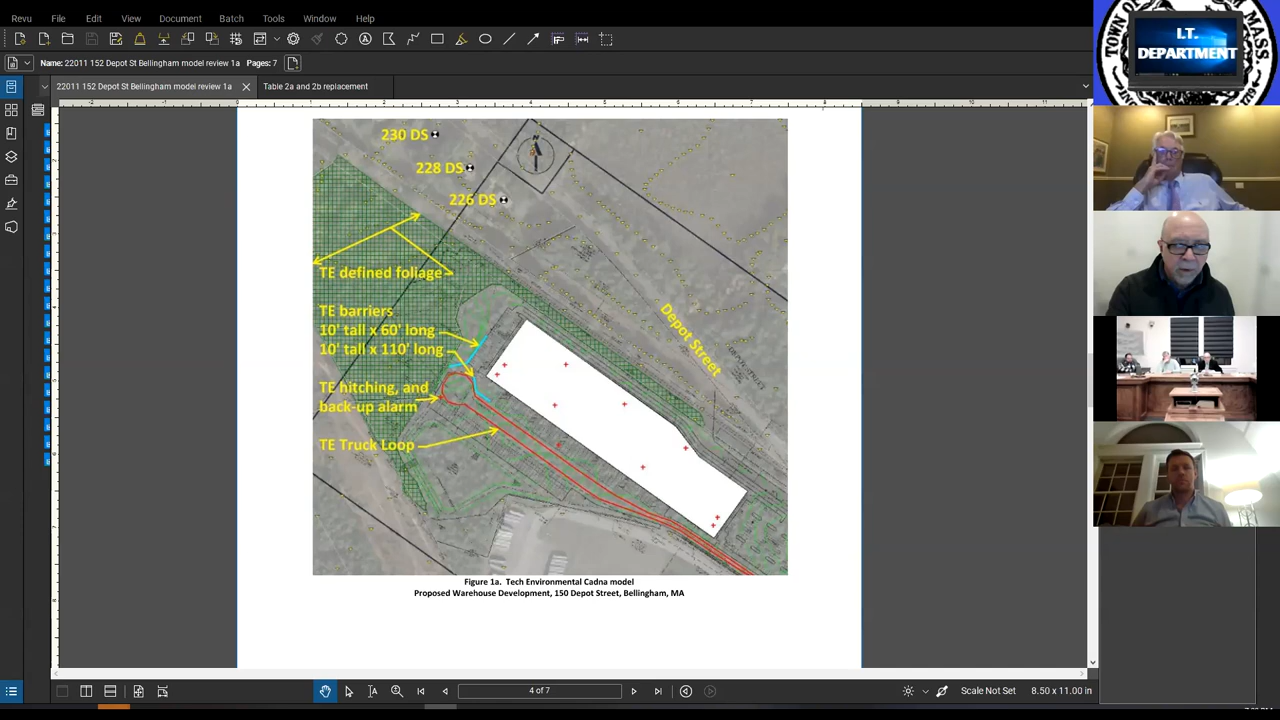 Revu File Edit View Document Batch Tools Window Help
Name: 22011 152 Depot St Bellingham model review 1a Pages: 7
22011 152 Depot St Bellingham model review 1a
Table 2a and 2b replacement
230 DS
228 DS
226 DS
N
TE defined foliage
TE barriers
10' tall x 60' long
10' tall x 110' long
TE hitching, and
back-up alarm
TE Truck Loop
Depot Street
Figure 1a. Tech Environmental Cadna model
Proposed Warehouse Development, 150 Depot Street, Bellingham, MA
4 of 7
Scale Not Set
8.50 x 11.00 in
TOWN OF
MASS.
I.T.
DEPARTMENT